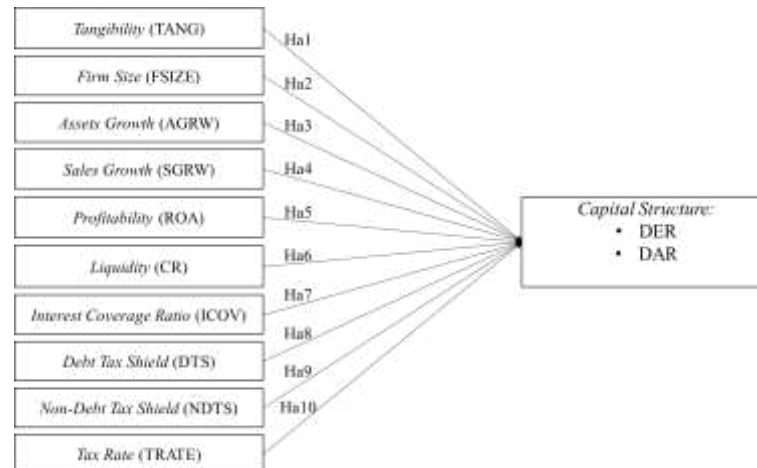 Tangibility (TANG)
Ha1
Firm Size (FSIZE)
Ha2
Assets Growth (AGRW)
Ha3
Sales Growth (SGRW)
Ha4
Profitability (ROA)
Ha5
Liquidity (CR)
Ha6
Interest Coverage Ratio (ICOV)
Ha7
Debt Tax Shield (DTS)
Ha8
Non-Debt Tax Shield (NDTS)
Ha9
Tax Rate (TRATE)
Ha10
Capital Structure:
• DER
• DAR